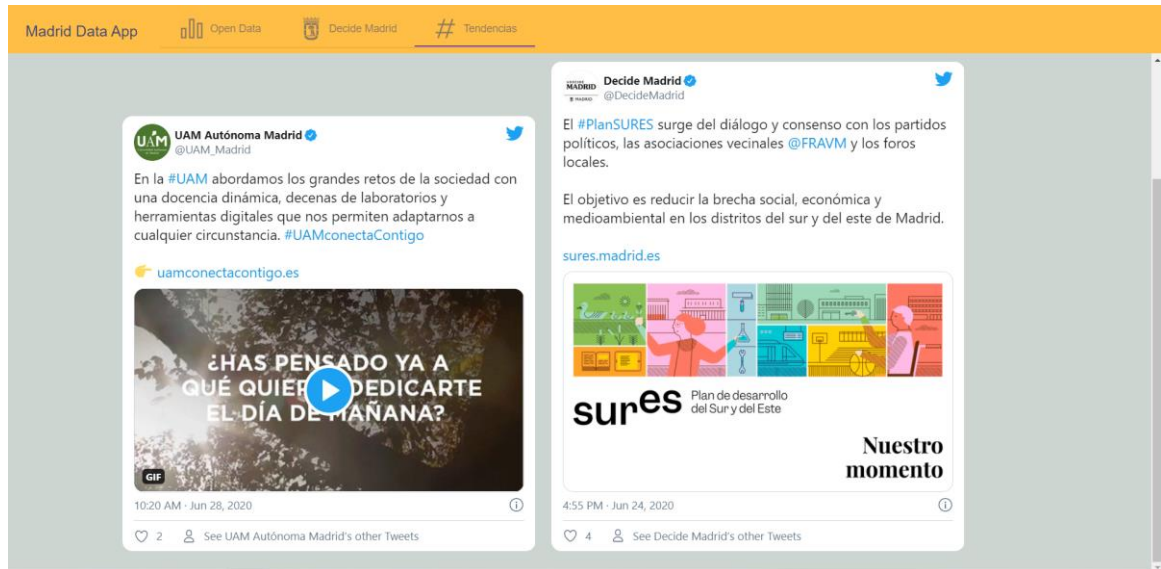 Madrid Data App
Open Data
Decide Madrid
# Tendencias
UAM
UAM Autónoma Madrid
@UAM_Madrid
En la #UAM abordamos los grandes retos de la sociedad con
una docencia dinámica, decenas de laboratorios y
herramientas digitales que nos permiten adaptarnos a
cualquier circunstancia. #UAMconectaContigo
👉 uamconectacontigo.es
¿HAS PENSADO YA A
QUÉ DEDICARTE
EL DÍA DE MAÑANA?
GIF
10:20 AM · Jun 28, 2020
2
See UAM Autónoma Madrid's other Tweets
MADRID
Decide Madrid
@DecideMadrid
El #PlanSURES surge del diálogo y consenso con los partidos
políticos, las asociaciones vecinales @FRAVM y los foros
locales.
El objetivo es reducir la brecha social, económica y
medioambiental en los distritos del sur y del este de Madrid.
sures.madrid.es
sures
Plan de desarrollo
del Sur y del Este
Nuestro
momento
4:55 PM · Jun 24, 2020
4
See Decide Madrid's other Tweets